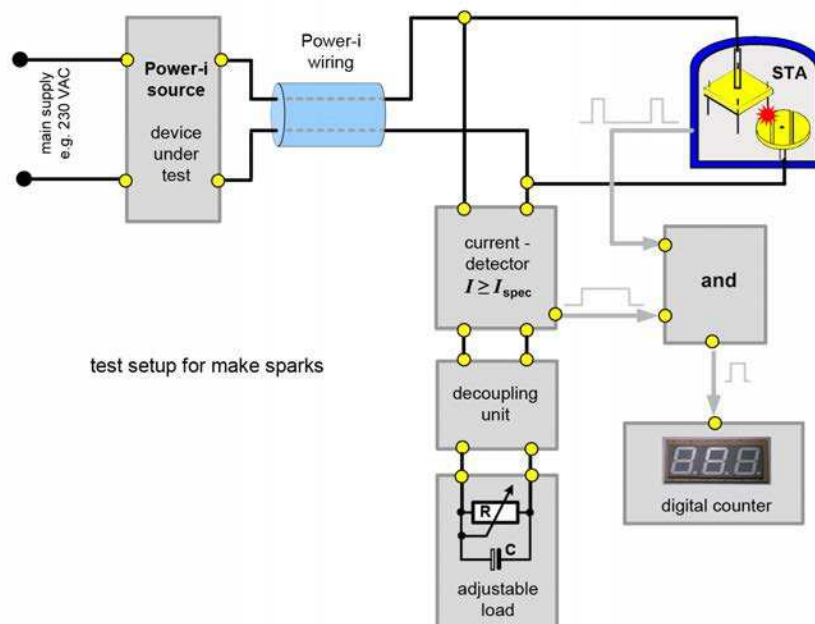 main supply
e.g. 230 VAC
Power-i
source
device
under
test
Power-i
wiring
STA
current -
detector
I ≥ Ispec
and
test setup for make sparks
decoupling
unit
R
C
adjustable
load
digital counter